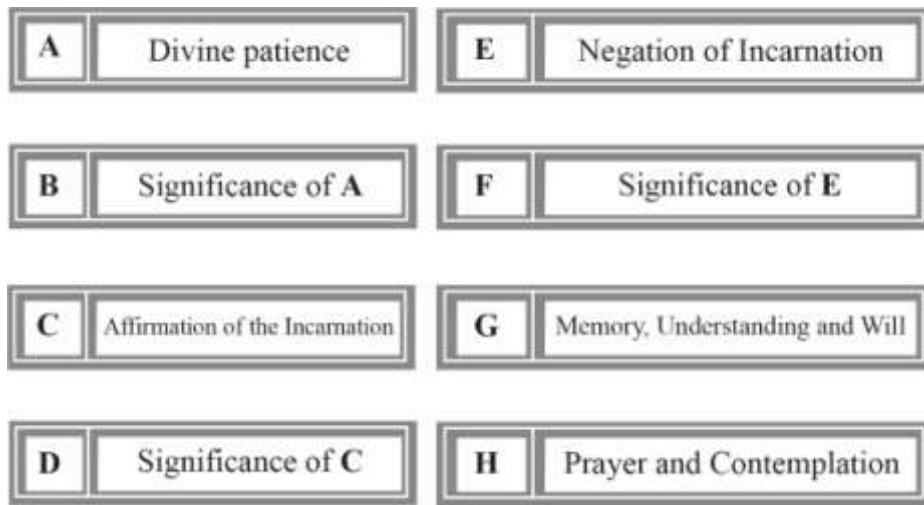 A Divine patience
B Significance of A
C Affirmation of the Incarnation
D Significance of C
E Negation of Incarnation
F Significance of E
G Memory, Understanding and Will
H Prayer and Contemplation